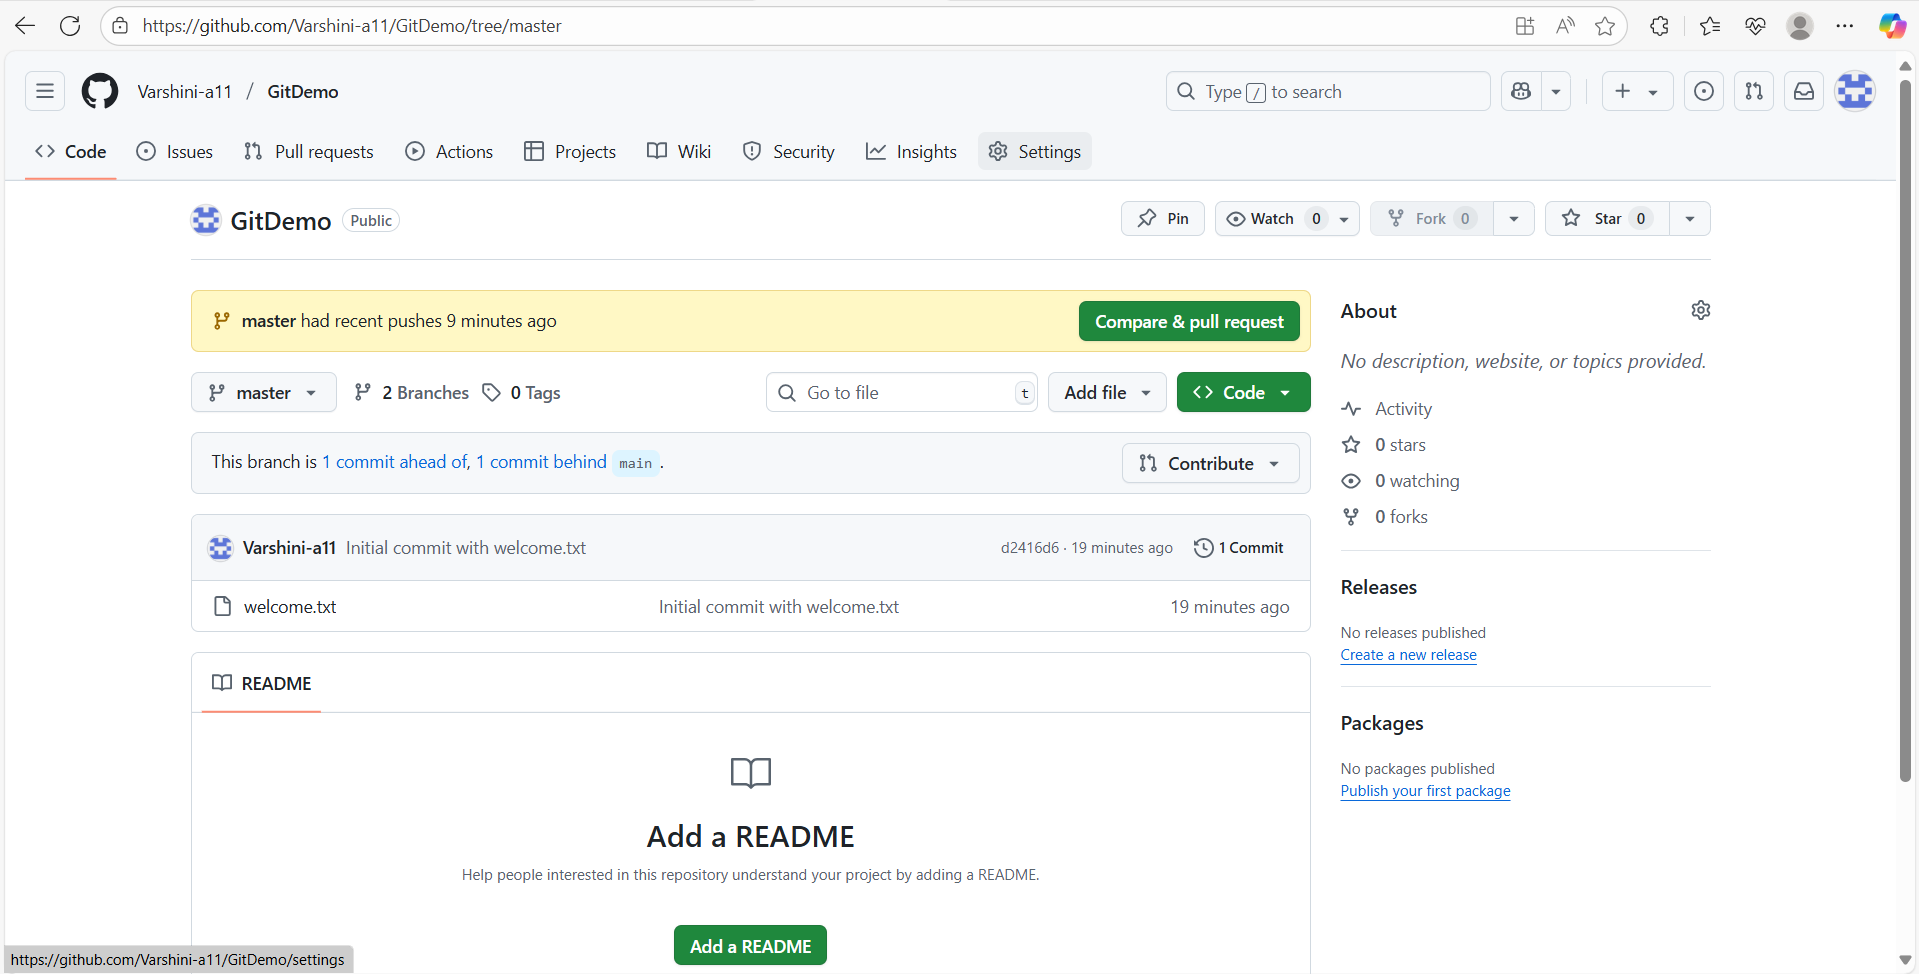 https://github.com/Varshini-a11/GitDemo/tree/master
Varshini-a11 / GitDemo
Type / to search
Code Issues Pull requests Actions Projects Wiki Security Insights Settings
GitDemo Public
Pin Watch 0 Fork 0 Star 0
master had recent pushes 9 minutes ago Compare & pull request
master 2 Branches 0 Tags Go to file t Add file Code
This branch is 1 commit ahead of, 1 commit behind main . Contribute
Varshini-a11 Initial commit with welcome.txt d2416d6 · 19 minutes ago 1 Commit
welcome.txt Initial commit with welcome.txt 19 minutes ago
README
Add a README
Help people interested in this repository understand your project by adding a README.
Add a README
About
No description, website, or topics provided.
Activity
0 stars
0 watching
0 forks
Releases
No releases published
Create a new release
Packages
No packages published
Publish your first package
https://github.com/Varshini-a11/GitDemo/settings